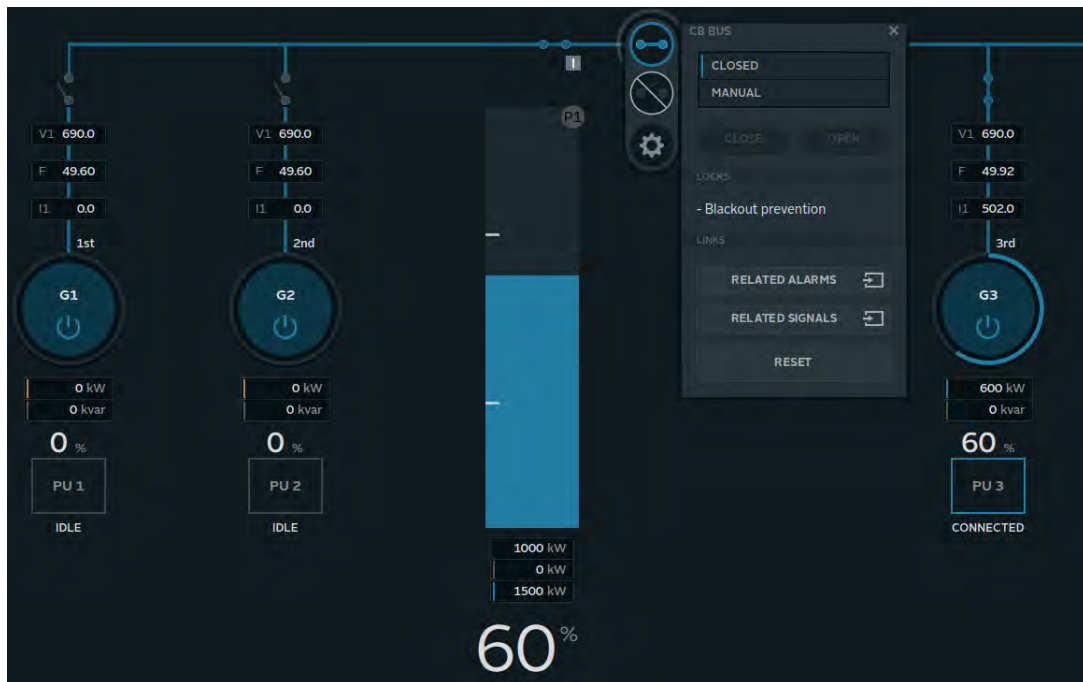 CB BUS
×
CLOSED
MANUAL
I
P1
V1 690.0
V1 690.0
CLOSE OPEN
V1 690.0
F 49.60
F 49.60
F 49.92
LOCKS
I1 0.0
I1 0.0
- Blackout prevention
I1 502.0
1st
2nd
LINKS
3rd
G1
G2
RELATED ALARMS
G3
RELATED SIGNALS
RESET
0 kW
0 kW
600 kW
0 kvar
0 kvar
0 kvar
0 %
0 %
60 %
PU 1
PU 2
PU 3
IDLE
IDLE
CONNECTED
1000 kW
0 kW
1500 kW
60 %